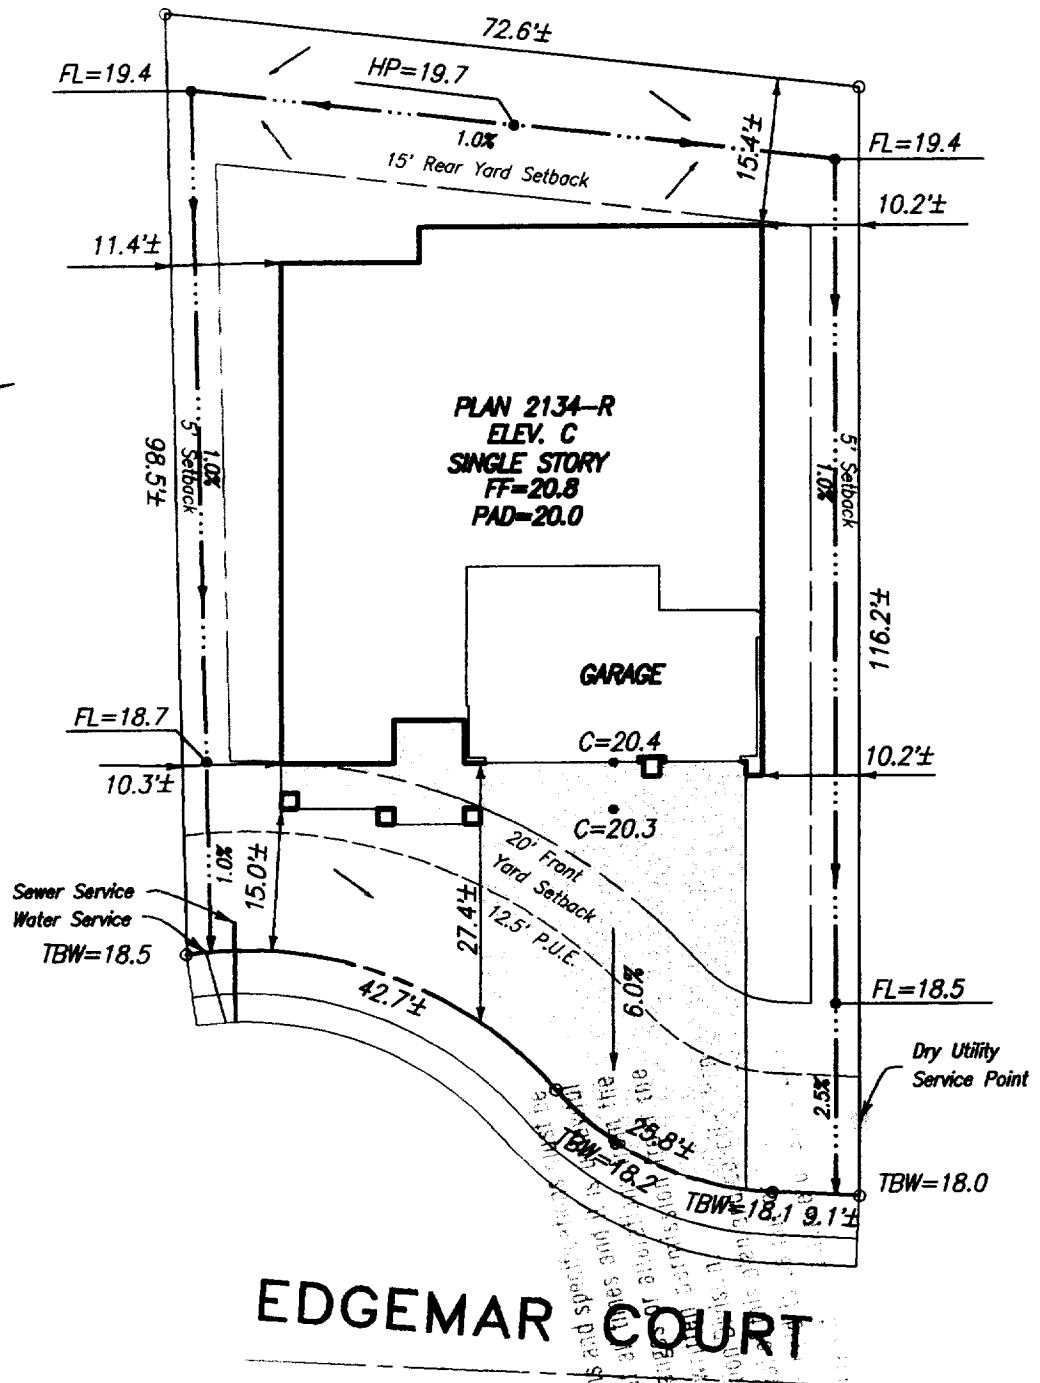 72.6'±
FL=19.4
HP=19.7
1.0%
15' Rear Yard Setback
15.4'±
FL=19.4
10.2'±
11.4'±
PLAN 2134-R
ELEV. C
SINGLE STORY
FF=20.8
PAD=20.0
98.5'±
5' Setback
1.0%
1.0%
5' Setback
116.2'±
GARAGE
FL=18.7
C=20.4
10.3'±
10.2'±
C=20.3
20' Front
Yard Setback
12.5' P.U.E.
1.0%
15.0'±
27.4'±
Sewer Service
Water Service
TBW=18.5
42.7'±
6.0%
FL=18.5
Dry Utility
Service Point
2.5%
25.8'±
TBW=18.2
TBW=18.1
9.1'±
TBW=18.0
EDGEMAR COURT